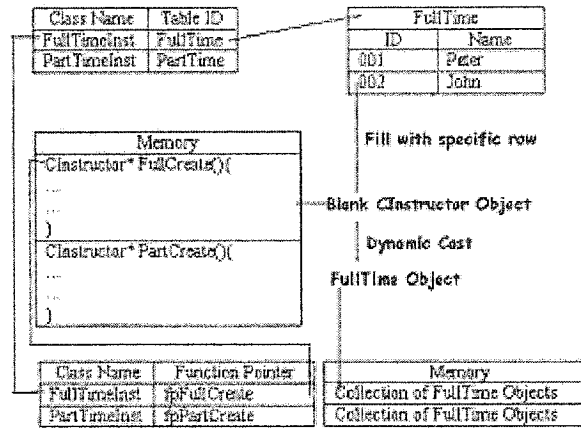 Class Name Table ID
FullTimeInst FullTime
PartTimeInst PartTime
FullTime
ID Name
001 Peter
002 John
Fill with specific row
Memory
CInstructor* FullCreate(){
...
...
}
CInstructor* PartCreate(){
...
...
}
Blank CInstructor Object
Dynamic Cast
FullTime Object
Class Name Function Pointer
FullTimeInst fpFullCreate
PartTimeInst fpPartCreate
Memory
Collection of FullTime Objects
Collection of FullTime Objects